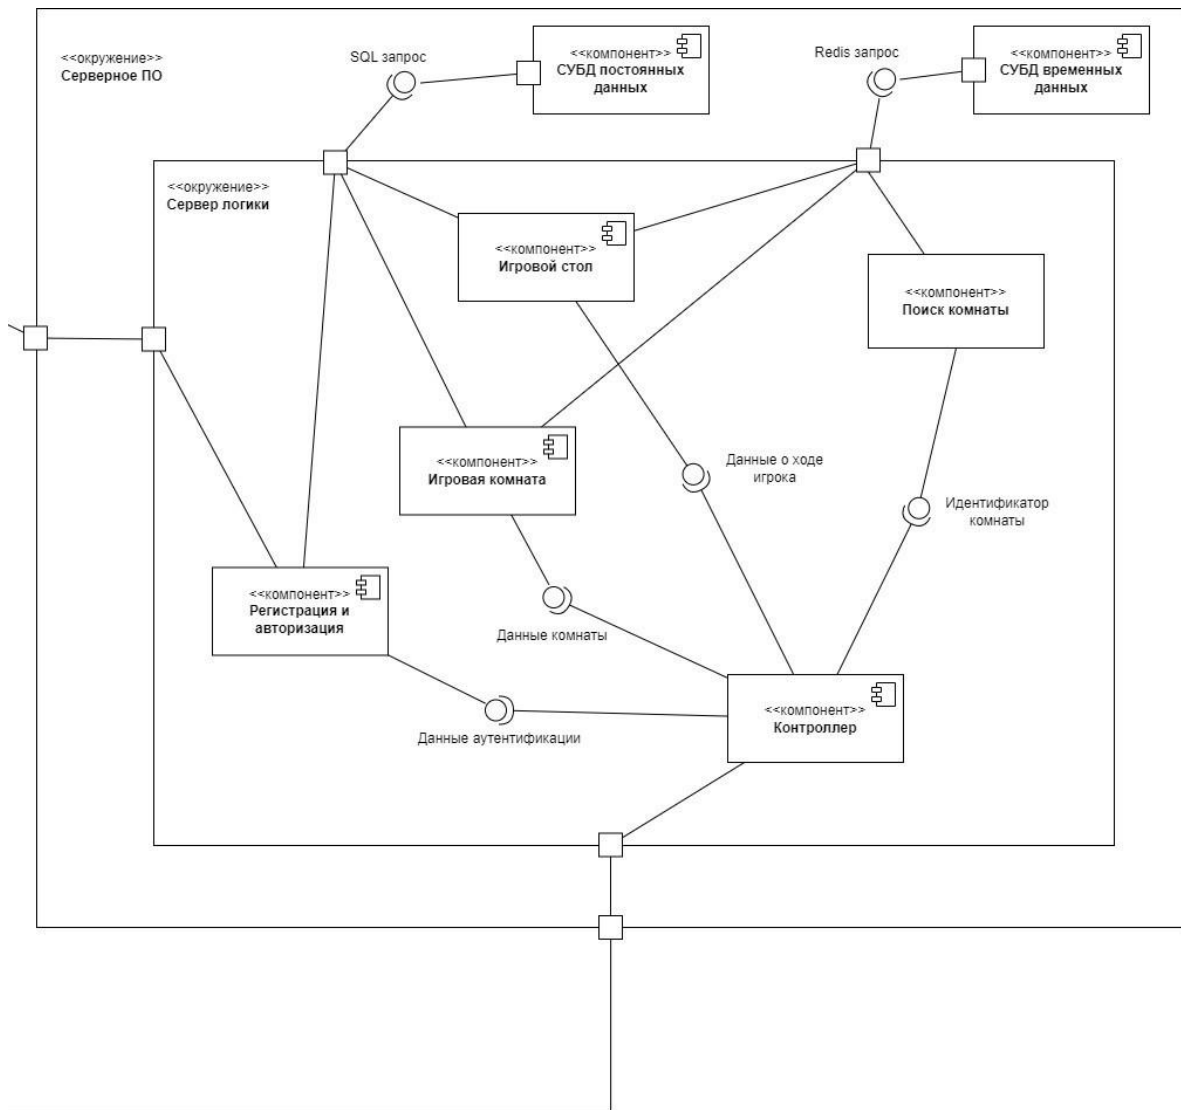 <<окружение>>
Серверное ПО
SQL запрос
<<компонент>>
СУБД постоянных
данных
Redis запрос
<<компонент>>
СУБД временных
данных
<<окружение>>
Сервер логики
<<компонент>>
Игровой стол
<<компонент>>
Поиск комнаты
<<компонент>>
Игровая комната
Данные о ходе
игрока
Идентификатор
комнаты
<<компонент>>
Регистрация и
авторизация
Данные комнаты
<<компонент>>
Контроллер
Данные аутентификации